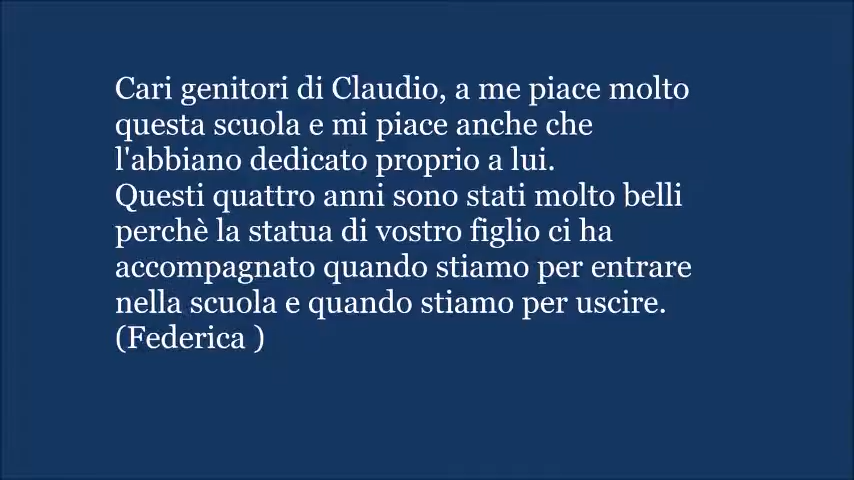 Cari genitori di Claudio, a me piace molto
questa scuola e mi piace anche che
l'abbiano dedicato proprio a lui.
Questi quattro anni sono stati molto belli
perchè la statua di vostro figlio ci ha
accompagnato quando stiamo per entrare
nella scuola e quando stiamo per uscire.
(Federica )